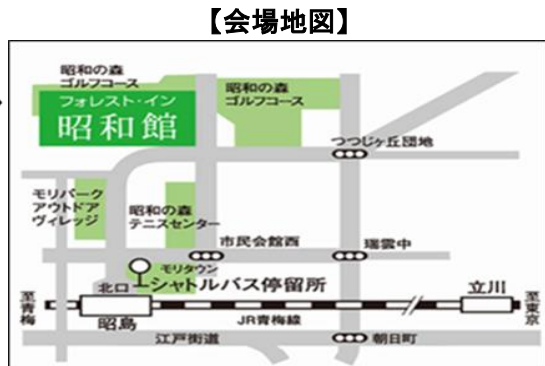 【会場地図】
昭和の森
ゴルフコース
フォレスト・イン
昭和館
昭和の森
ゴルフコース
つつじヶ丘団地
モリパーク
アウトドア
ヴィレッジ
昭和の森
テニスセンター
市民会館西
瑞雲中
モリタウン
北口
シャトルバス停留所
至青梅
昭島
JR青梅線
立川
至東京
江戸街道
朝日町